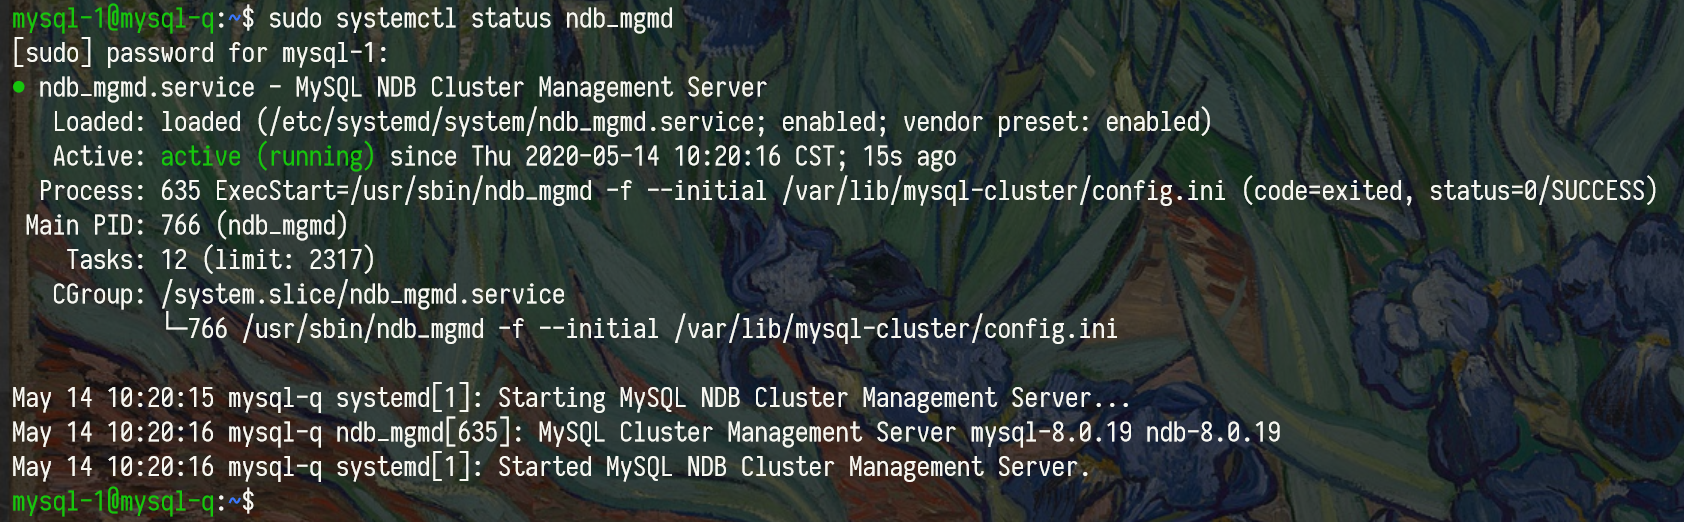 mysql-1@mysql-q:~$ sudo systemctl status ndb_mgmd
[sudo] password for mysql-1:
● ndb_mgmd.service - MySQL NDB Cluster Management Server
   Loaded: loaded (/etc/systemd/system/ndb_mgmd.service; enabled; vendor preset: enabled)
   Active: active (running) since Thu 2020-05-14 10:20:16 CST; 15s ago
  Process: 635 ExecStart=/usr/sbin/ndb_mgmd -f --initial /var/lib/mysql-cluster/config.ini (code=exited, status=0/SUCCESS)
 Main PID: 766 (ndb_mgmd)
    Tasks: 12 (limit: 2317)
   CGroup: /system.slice/ndb_mgmd.service
           └─766 /usr/sbin/ndb_mgmd -f --initial /var/lib/mysql-cluster/config.ini

May 14 10:20:15 mysql-q systemd[1]: Starting MySQL NDB Cluster Management Server...
May 14 10:20:16 mysql-q ndb_mgmd[635]: MySQL Cluster Management Server mysql-8.0.19 ndb-8.0.19
May 14 10:20:16 mysql-q systemd[1]: Started MySQL NDB Cluster Management Server.
mysql-1@mysql-q:~$